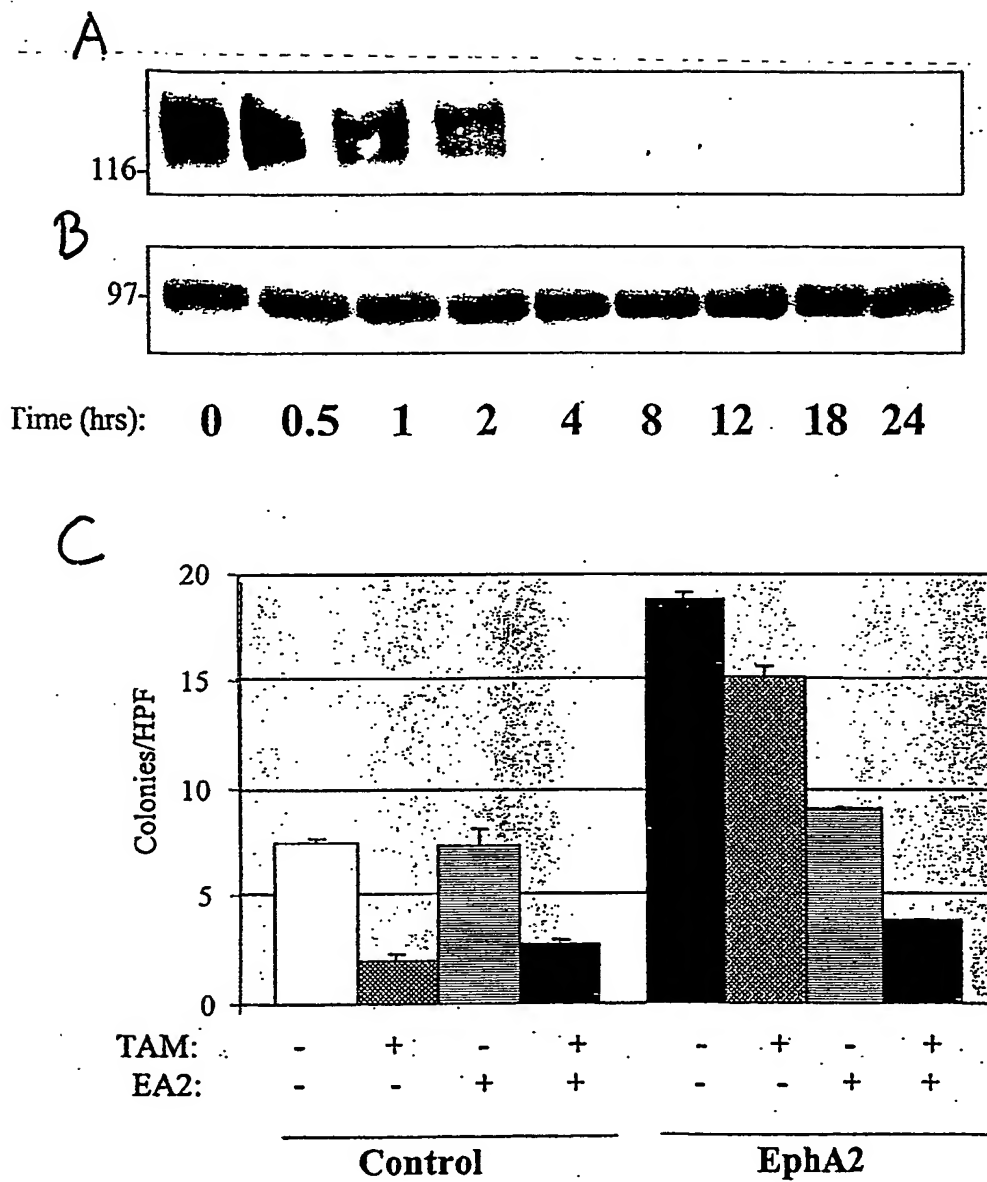 A
116-
B
97-
Time (hrs): 0 0.5 1 2 4 8 12 18 24
C
20
15
10
5
0
Colonies/HPF
TAM: - + - + - + - +
EA2: - - + + - - + +
Control EphA2